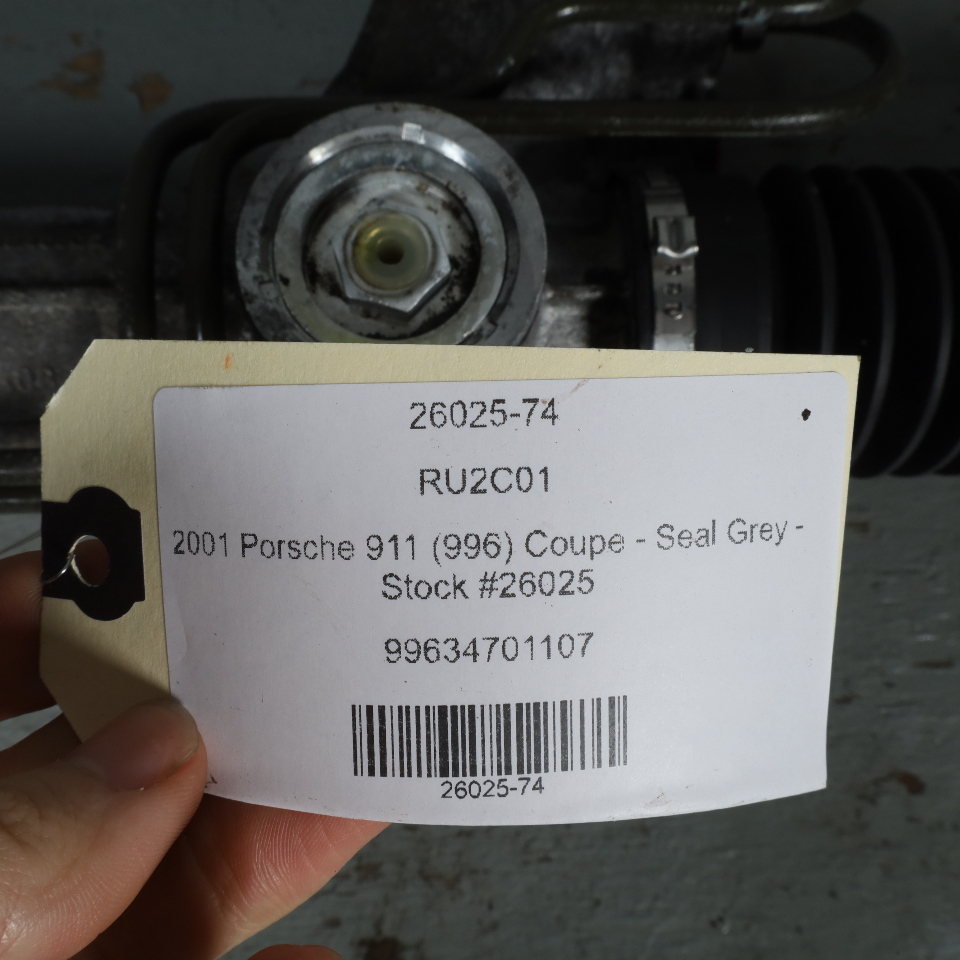 26025-74
RU2C01
2001 Porsche 911 (996) Coupe - Seal Grey -
Stock #26025
99634701107
26025-74